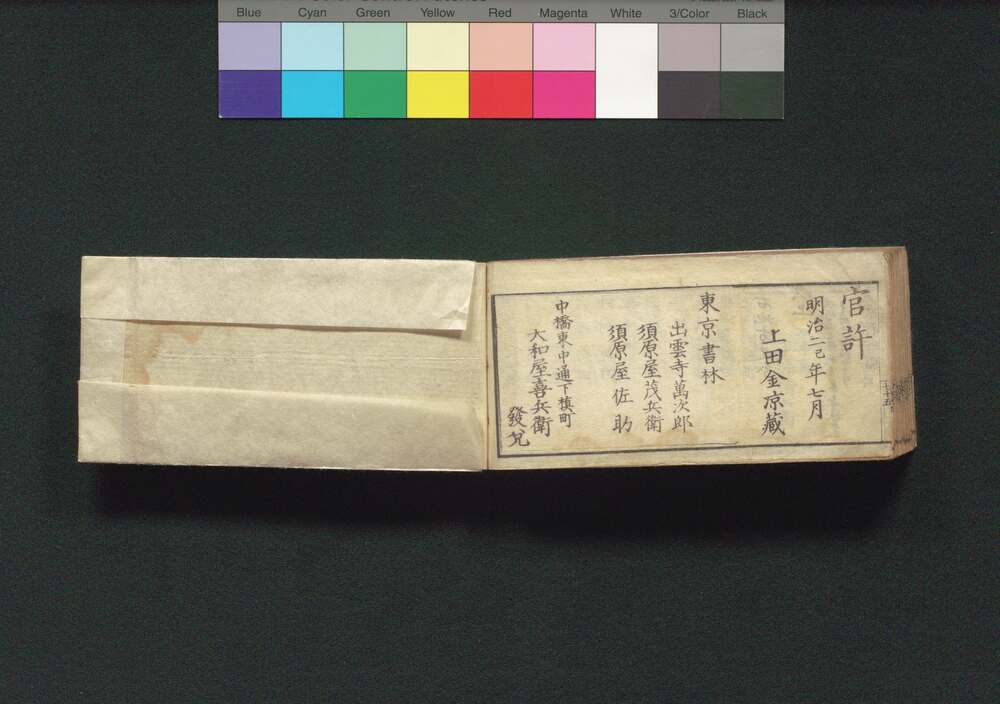 Blue Cyan Green Yellow Red Magenta White 3/Color Black
官許
明治二己年七月
上田金凉藏
東京書林
出雲寺萬次郎
須原屋茂兵衛
須原屋佐助
中橋東中通下槙町
大和屋喜兵衛
發兌